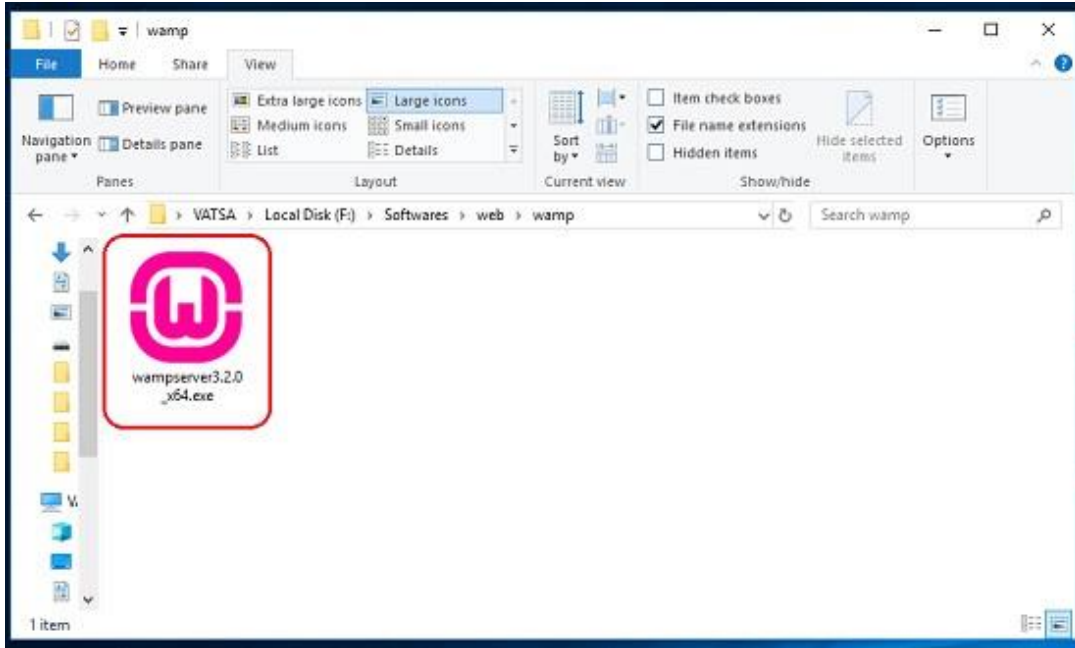 wamp
File Home Share View
Navigation pane
Preview pane
Details pane
Panes
Extra large icons Large icons
Medium icons Small icons
List Details
Layout
Sort by
Current view
Item check boxes
File name extensions
Hidden items
Hide selected items
Show/hide
Options
VATSA > Local Disk (F:) > Softwares > web > wamp
Search wamp
wampserver3.2.0
_x64.exe
1 item